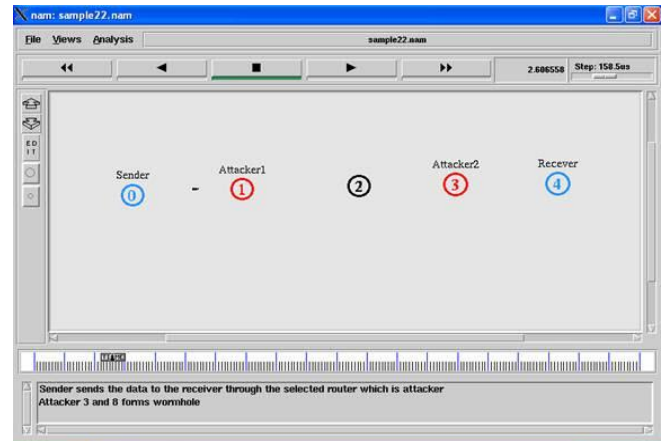 nam: sample22.nam
File Views Analysis sample22.nam
2.606558 Step: 158.5us
ED
IT
Sender Attacker1 Attacker2 Recever
0 1 2 3 4
Sender sends the data to the receiver through the selected router which is attacker
Attacker 3 and 8 forms wormhole